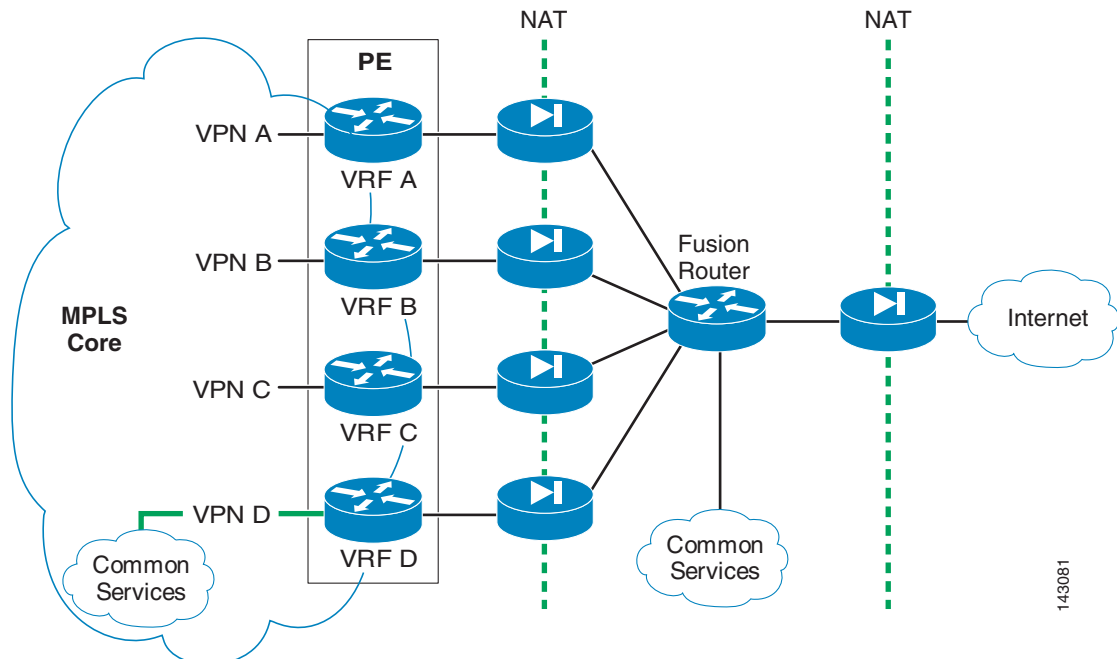 NAT
NAT
PE
VPN A
VRF A
VPN B
VRF B
Fusion
Router
MPLS
Core
Internet
VPN C
VRF C
VPN D
VRF D
Common
Services
Common
Services
143081